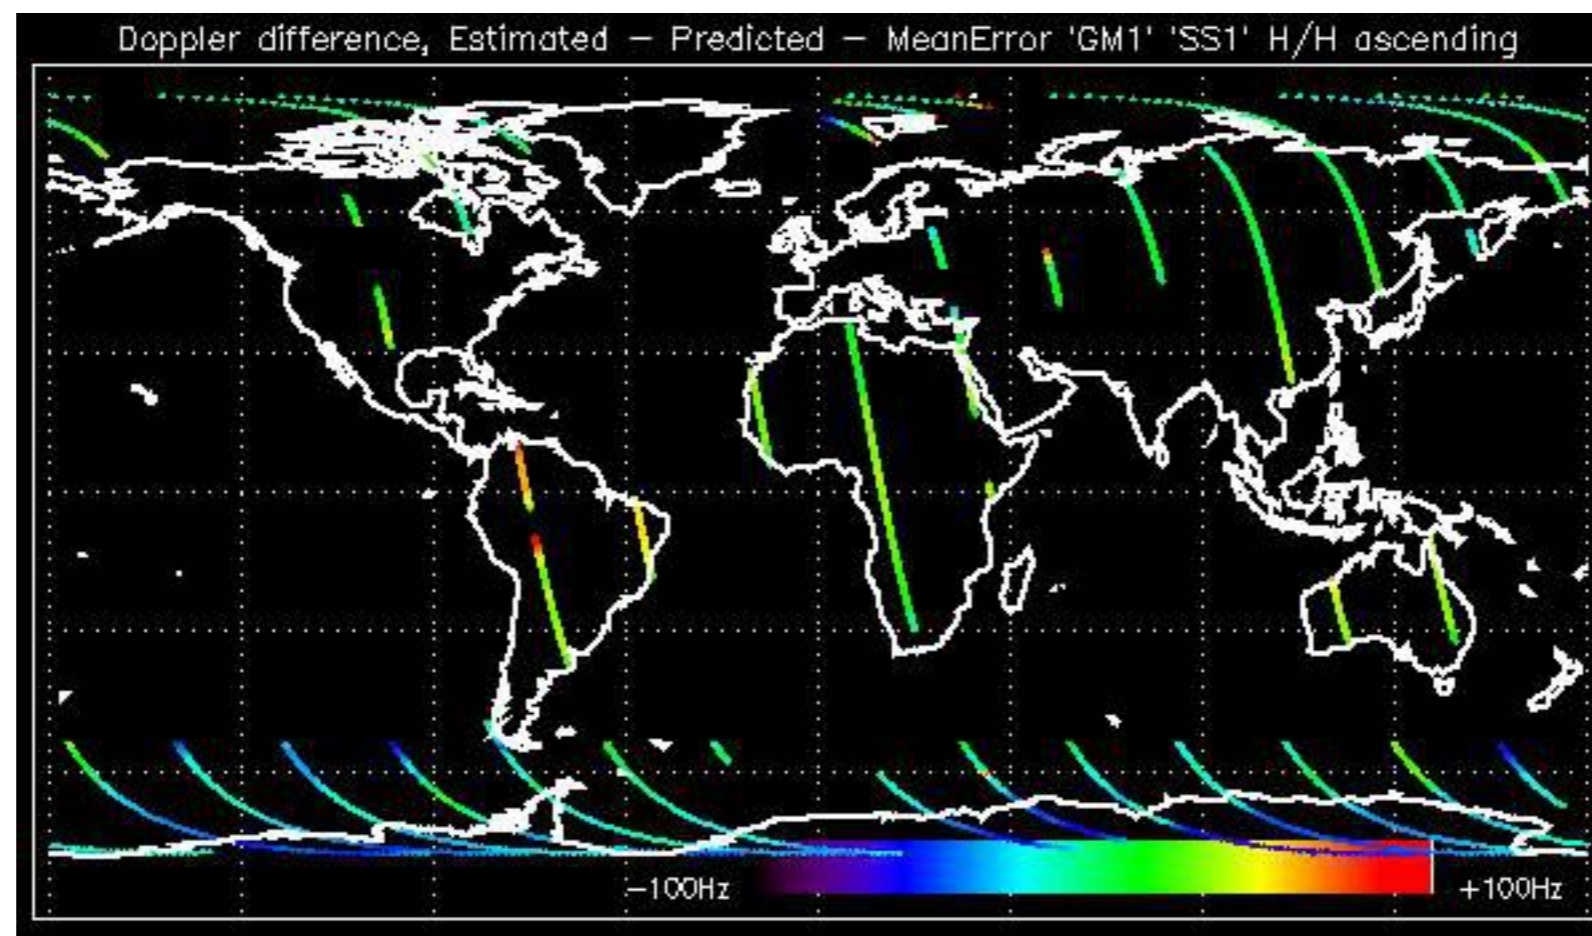 Doppler difference, Estimated – Predicted – MeanError 'GM1' 'SS1' H/H ascending
–100Hz +100Hz